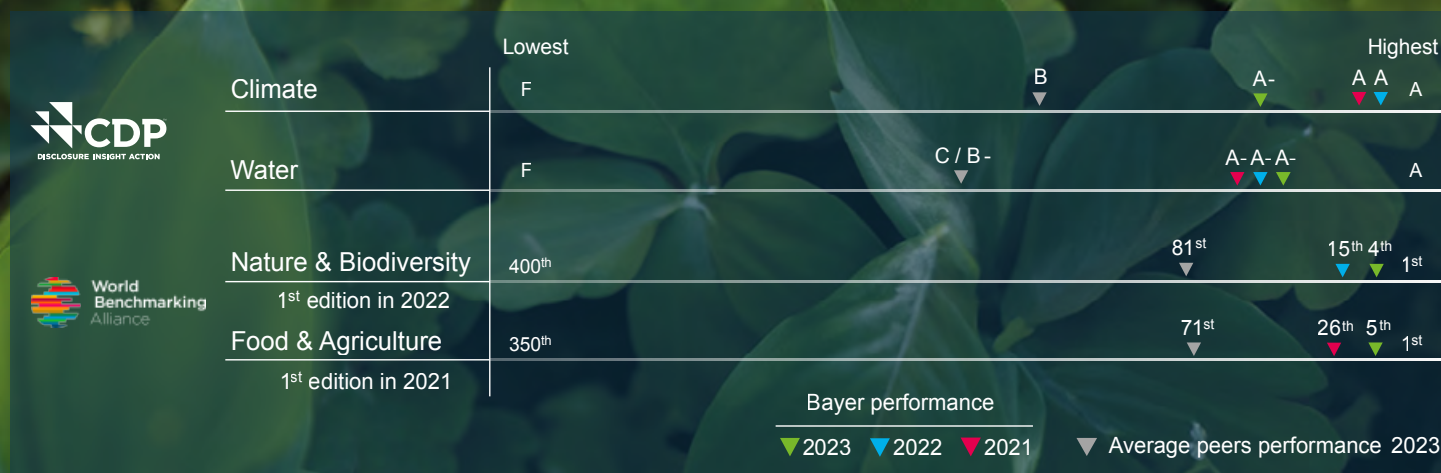 Lowest Highest
Climate F B A- A A A
CDP
DISCLOSURE INSIGHT ACTION
Water F C / B - A- A- A- A
Nature & Biodiversity 400th 81st 15th 4th 1st
1st edition in 2022
World
Benchmarking
Alliance
Food & Agriculture 350th 71st 26th 5th 1st
1st edition in 2021
Bayer performance
2023 2022 2021 Average peers performance 2023